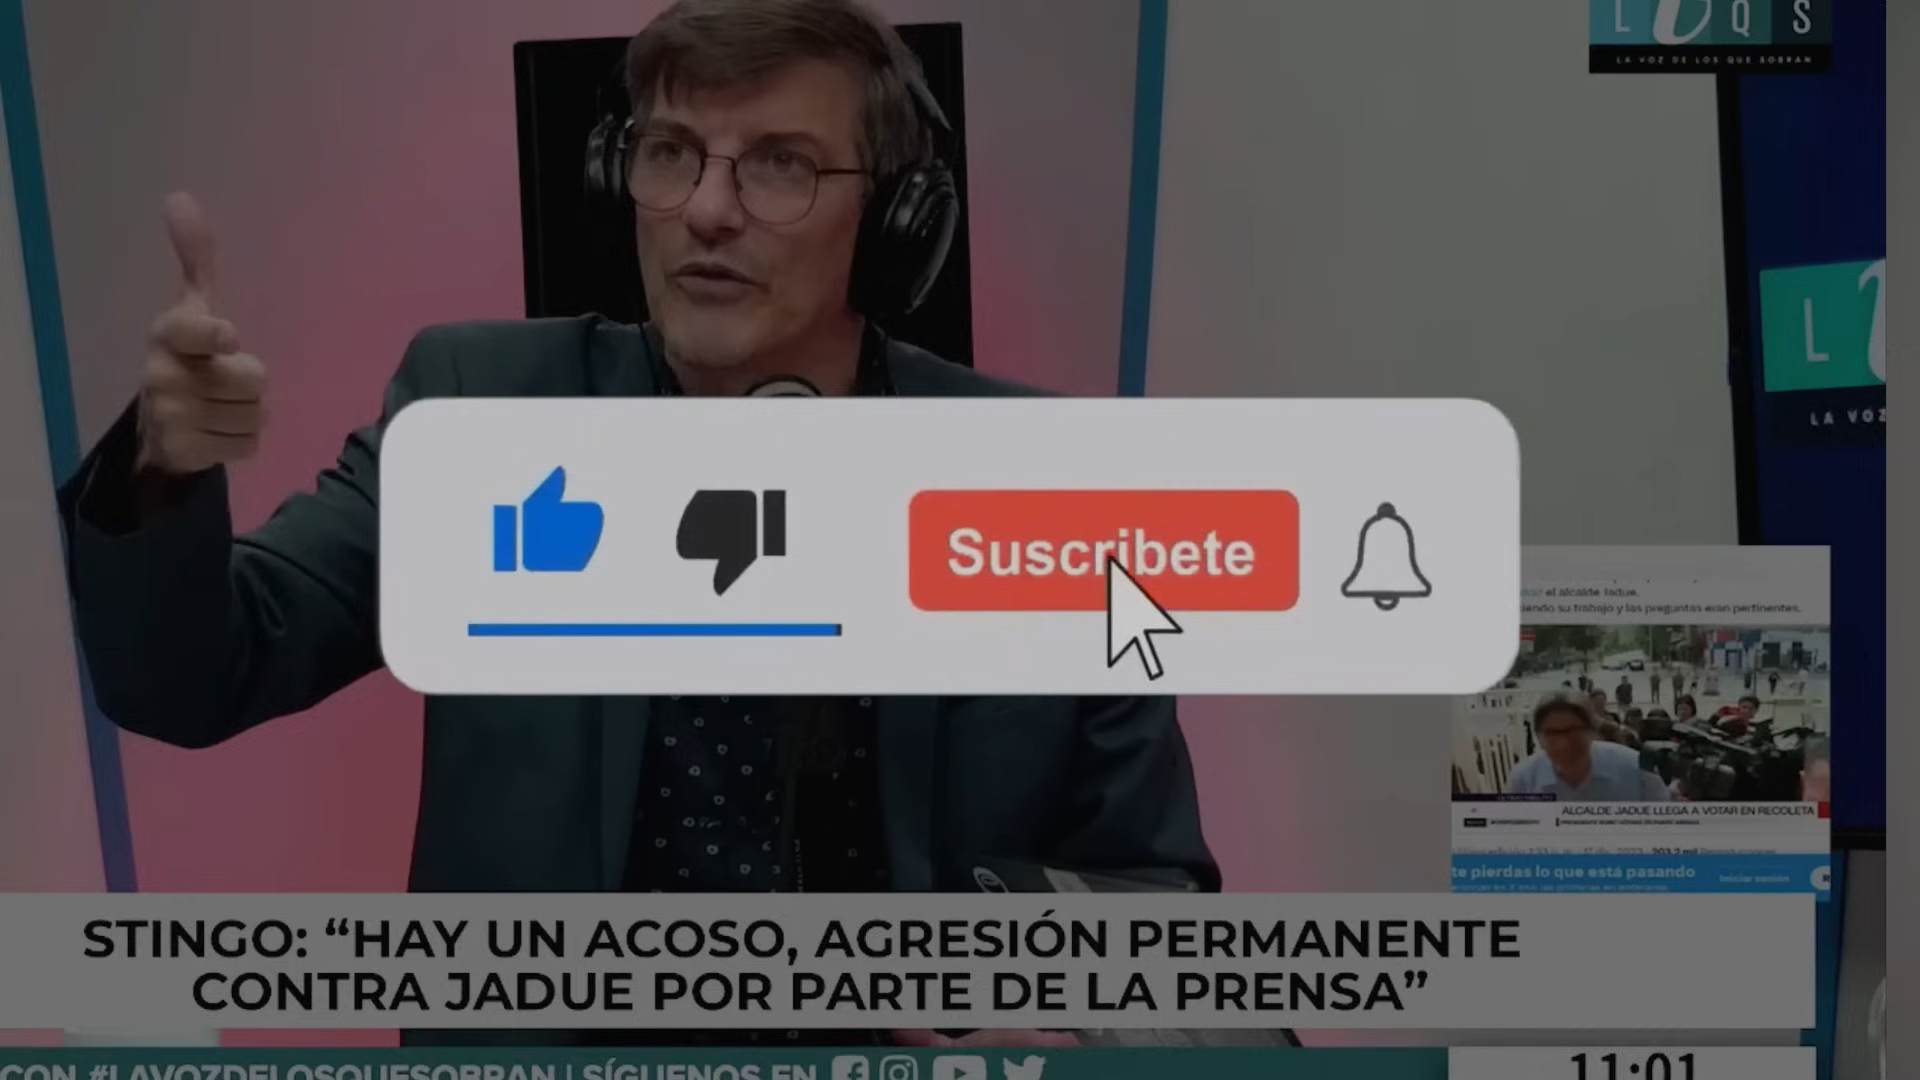 L V Q S
LA VOZ DE LOS QUE SOBRAN
L
LA VOZ
Suscribete
el alcalde Jadue.
su trabajo y las preguntas eran pertinentes.
ALCALDE JADUE LLEGA A VOTAR EN RECOLETA
te pierdas lo que está pasando
Iniciar sesión
STINGO: “HAY UN ACOSO, AGRESIÓN PERMANENTE
CONTRA JADUE POR PARTE DE LA PRENSA”
CON #LAVOZDELOSQUESOBRAN | SÍGUENOS EN
11:01